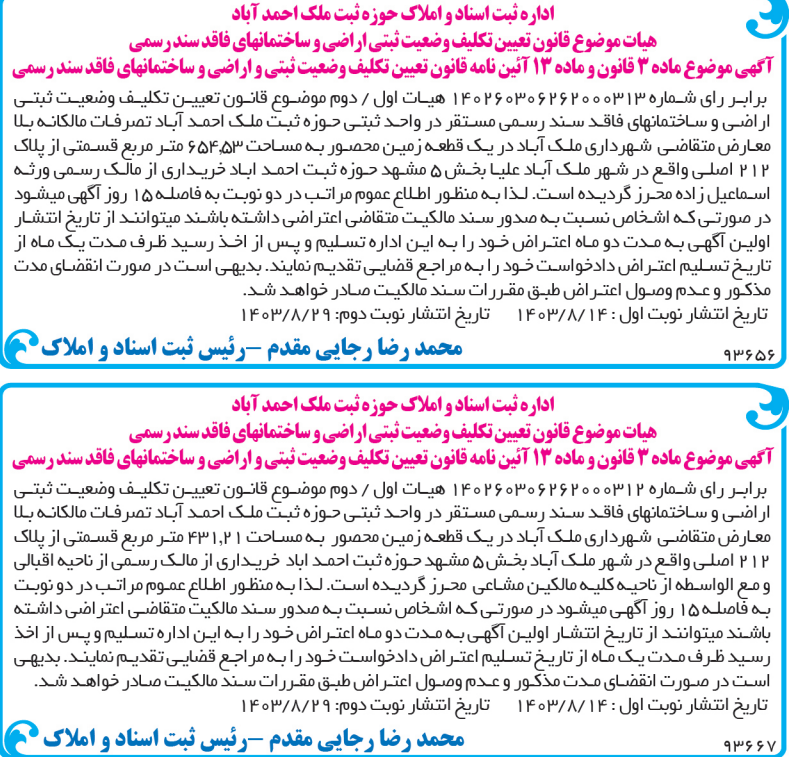 اداره ثبت اسناد و املاک حوزه ثبت ملک احمد آباد
هیات موضوع قانون تعیین تکلیف وضعیت ثبتی اراضی و ساختمانهای فاقد سند رسمی
آگهی موضوع ماده ۳ قانون و ماده ۱۳ آئین نامه قانون تعیین تکلیف وضعیت ثبتی و اراضی و ساختمانهای فاقد سند رسمی
برابر رای شماره ۱۴۰۲۶۰۳۰۶۲۶۲۰۰۰۳۱۳ هیات اول / دوم موضوع قانون تعیین تکلیف وضعیت ثبتی
اراضی و ساختمانهای فاقد سند رسمی مستقر در واحد ثبتی حوزه ثبت ملک احمد آباد تصرفات مالکانه بلا
معارض متقاضی شهرداری ملک آباد در یک قطعه زمین محصور به مساحت ۶۵۴,۵۳ متر مربع قسمتی از پلاک
۲۱۲ اصلی واقع در شهر ملک آباد علیا بخش ۵ مشهد حوزه ثبت احمد اباد خریداری از مالک رسمی ورثه
اسماعیل زاده محرز گردیده است. لذا به منظور اطلاع عموم مراتب در دو نوبت به فاصله ۱۵ روز آگهی میشود
در صورتی که اشخاص نسبت به صدور سند مالکیت متقاضی اعتراضی داشته باشند میتوانند از تاریخ انتشار
اولین آگهی به مدت دو ماه اعتراض خود را به این اداره تسلیم و پس از اخذ رسید ظرف مدت یک ماه از
تاریخ تسلیم اعتراض دادخواست خود را به مراجع قضایی تقدیم نمایند. بدیهی است در صورت انقضای مدت
مذکور و عدم وصول اعتراض طبق مقررات سند مالکیت صادر خواهد شد.
تاریخ انتشار نوبت اول : ۱۴۰۳/۸/۱۴ تاریخ انتشار نوبت دوم: ۱۴۰۳/۸/۲۹
محمد رضا رجایی مقدم –رئیس ثبت اسناد و املاک
۹۳۶۵۶
اداره ثبت اسناد و املاک حوزه ثبت ملک احمد آباد
هیات موضوع قانون تعیین تکلیف وضعیت ثبتی اراضی و ساختمانهای فاقد سند رسمی
آگهی موضوع ماده ۳ قانون و ماده ۱۳ آئین نامه قانون تعیین تکلیف وضعیت ثبتی و اراضی و ساختمانهای فاقد سند رسمی
برابر رای شماره ۱۴۰۲۶۰۳۰۶۲۶۲۰۰۰۳۱۲ هیات اول / دوم موضوع قانون تعیین تکلیف وضعیت ثبتی
اراضی و ساختمانهای فاقد سند رسمی مستقر در واحد ثبتی حوزه ثبت ملک احمد آباد تصرفات مالکانه بلا
معارض متقاضی شهرداری ملک آباد در یک قطعه زمین محصور به مساحت ۴۳۱,۲۱ متر مربع قسمتی از پلاک
۲۱۲ اصلی واقع در شهر ملک آباد بخش ۵ مشهد حوزه ثبت احمد اباد خریداری از مالک رسمی از ناحیه اقبالی
و مع الواسطه از ناحیه کلیه مالکین مشاعی محرز گردیده است. لذا به منظور اطلاع عموم مراتب در دو نوبت
به فاصله ۱۵ روز آگهی میشود در صورتی که اشخاص نسبت به صدور سند مالکیت متقاضی اعتراضی داشته
باشند میتوانند از تاریخ انتشار اولین آگهی به مدت دو ماه اعتراض خود را به این اداره تسلیم و پس از اخذ
رسید ظرف مدت یک ماه از تاریخ تسلیم اعتراض دادخواست خود را به مراجع قضایی تقدیم نمایند. بدیهی
است در صورت انقضای مدت مذکور و عدم وصول اعتراض طبق مقررات سند مالکیت صادر خواهد شد.
تاریخ انتشار نوبت اول : ۱۴۰۳/۸/۱۴ تاریخ انتشار نوبت دوم: ۱۴۰۳/۸/۲۹
محمد رضا رجایی مقدم –رئیس ثبت اسناد و املاک
۹۳۶۶۷